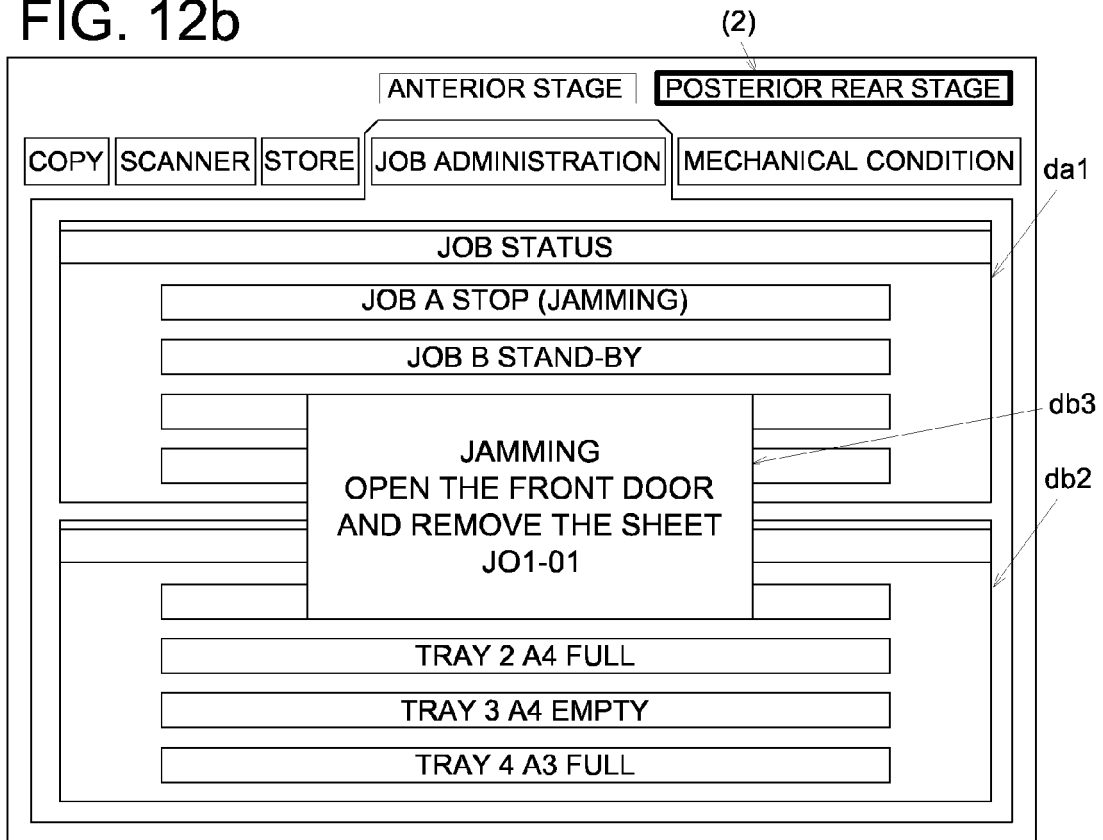 FIG. 12b
(2)
ANTERIOR STAGE POSTERIOR REAR STAGE
COPY SCANNER STORE JOB ADMINISTRATION MECHANICAL CONDITION
da1
JOB STATUS
JOB A STOP (JAMMING)
JOB B STAND-BY
db3
JAMMING
OPEN THE FRONT DOOR
AND REMOVE THE SHEET
JO1-01
db2
TRAY 2 A4 FULL
TRAY 3 A4 EMPTY
TRAY 4 A3 FULL